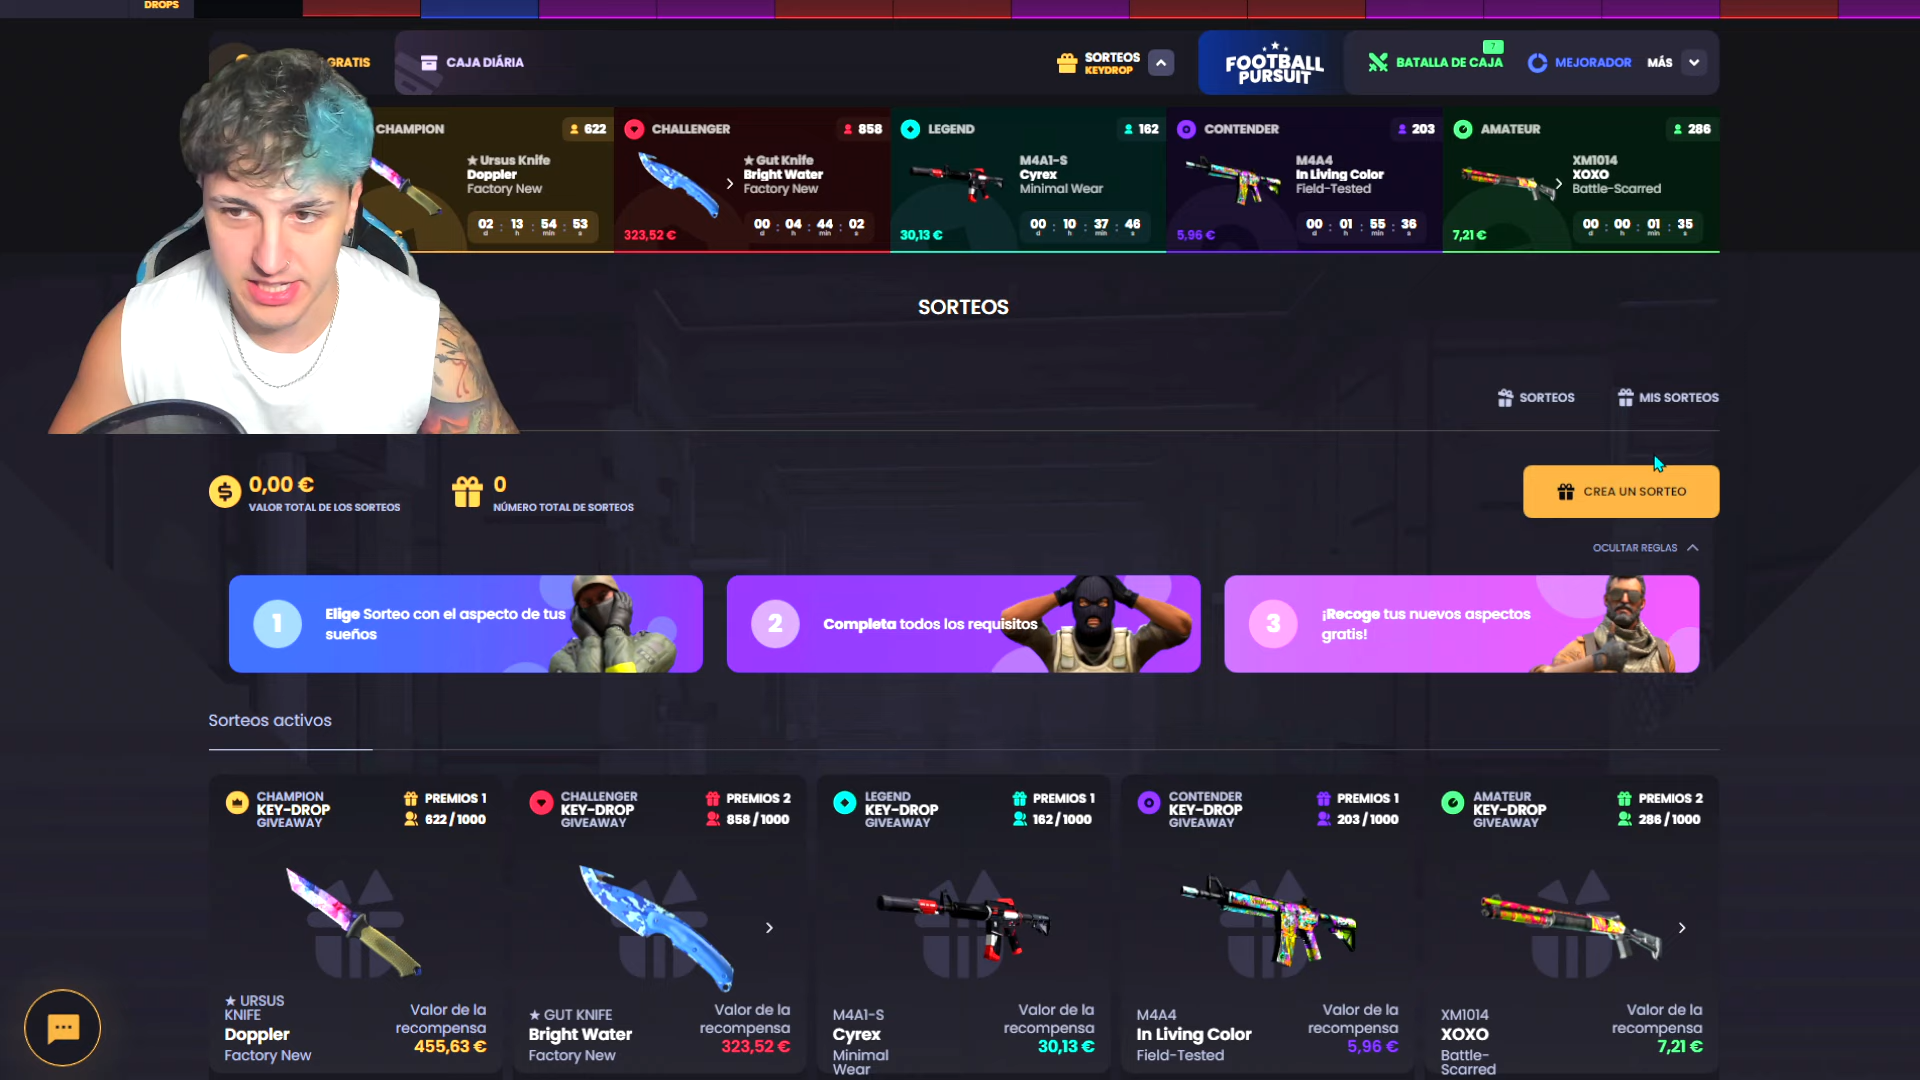 DROPS
GRATIS
CAJA DIÁRIA
SORTEOS
KEYDROP
FOOTBALL
PURSUIT
7
BATALLA DE CAJA
MEJORADOR
MÁS
CHAMPION
622
★ Ursus Knife
Doppler
Factory New
02 : 13 : 54 : 53
d h min s
CHALLENGER
858
★ Gut Knife
Bright Water
Factory New
323,52 €
00 : 04 : 44 : 02
d h min s
LEGEND
162
M4A1-S
Cyrex
Minimal Wear
30,13 €
00 : 10 : 37 : 46
d h min s
CONTENDER
203
M4A4
In Living Color
Field-Tested
5,96 €
00 : 01 : 55 : 36
d h min s
AMATEUR
286
XM1014
XOXO
Battle-Scarred
7,21 €
00 : 00 : 01 : 35
d h min s
SORTEOS
SORTEOS
MIS SORTEOS
0,00 €
VALOR TOTAL DE LOS SORTEOS
0
NÚMERO TOTAL DE SORTEOS
CREA UN SORTEO
OCULTAR REGLAS
1
Elige Sorteo con el aspecto de tus
sueños
2
Completa todos los requisitos
3
¡Recoge tus nuevos aspectos
gratis!
Sorteos activos
CHAMPION
KEY-DROP
GIVEAWAY
PREMIOS 1
622 / 1000
★ URSUS
KNIFE
Doppler
Factory New
Valor de la
recompensa
455,63 €
CHALLENGER
KEY-DROP
GIVEAWAY
PREMIOS 2
858 / 1000
★ GUT KNIFE
Bright Water
Factory New
Valor de la
recompensa
323,52 €
LEGEND
KEY-DROP
GIVEAWAY
PREMIOS 1
162 / 1000
M4A1-S
Cyrex
Minimal
Wear
Valor de la
recompensa
30,13 €
CONTENDER
KEY-DROP
GIVEAWAY
PREMIOS 1
203 / 1000
M4A4
In Living Color
Field-Tested
Valor de la
recompensa
5,96 €
AMATEUR
KEY-DROP
GIVEAWAY
PREMIOS 2
286 / 1000
XM1014
XOXO
Battle-
Scarred
Valor de la
recompensa
7,21 €